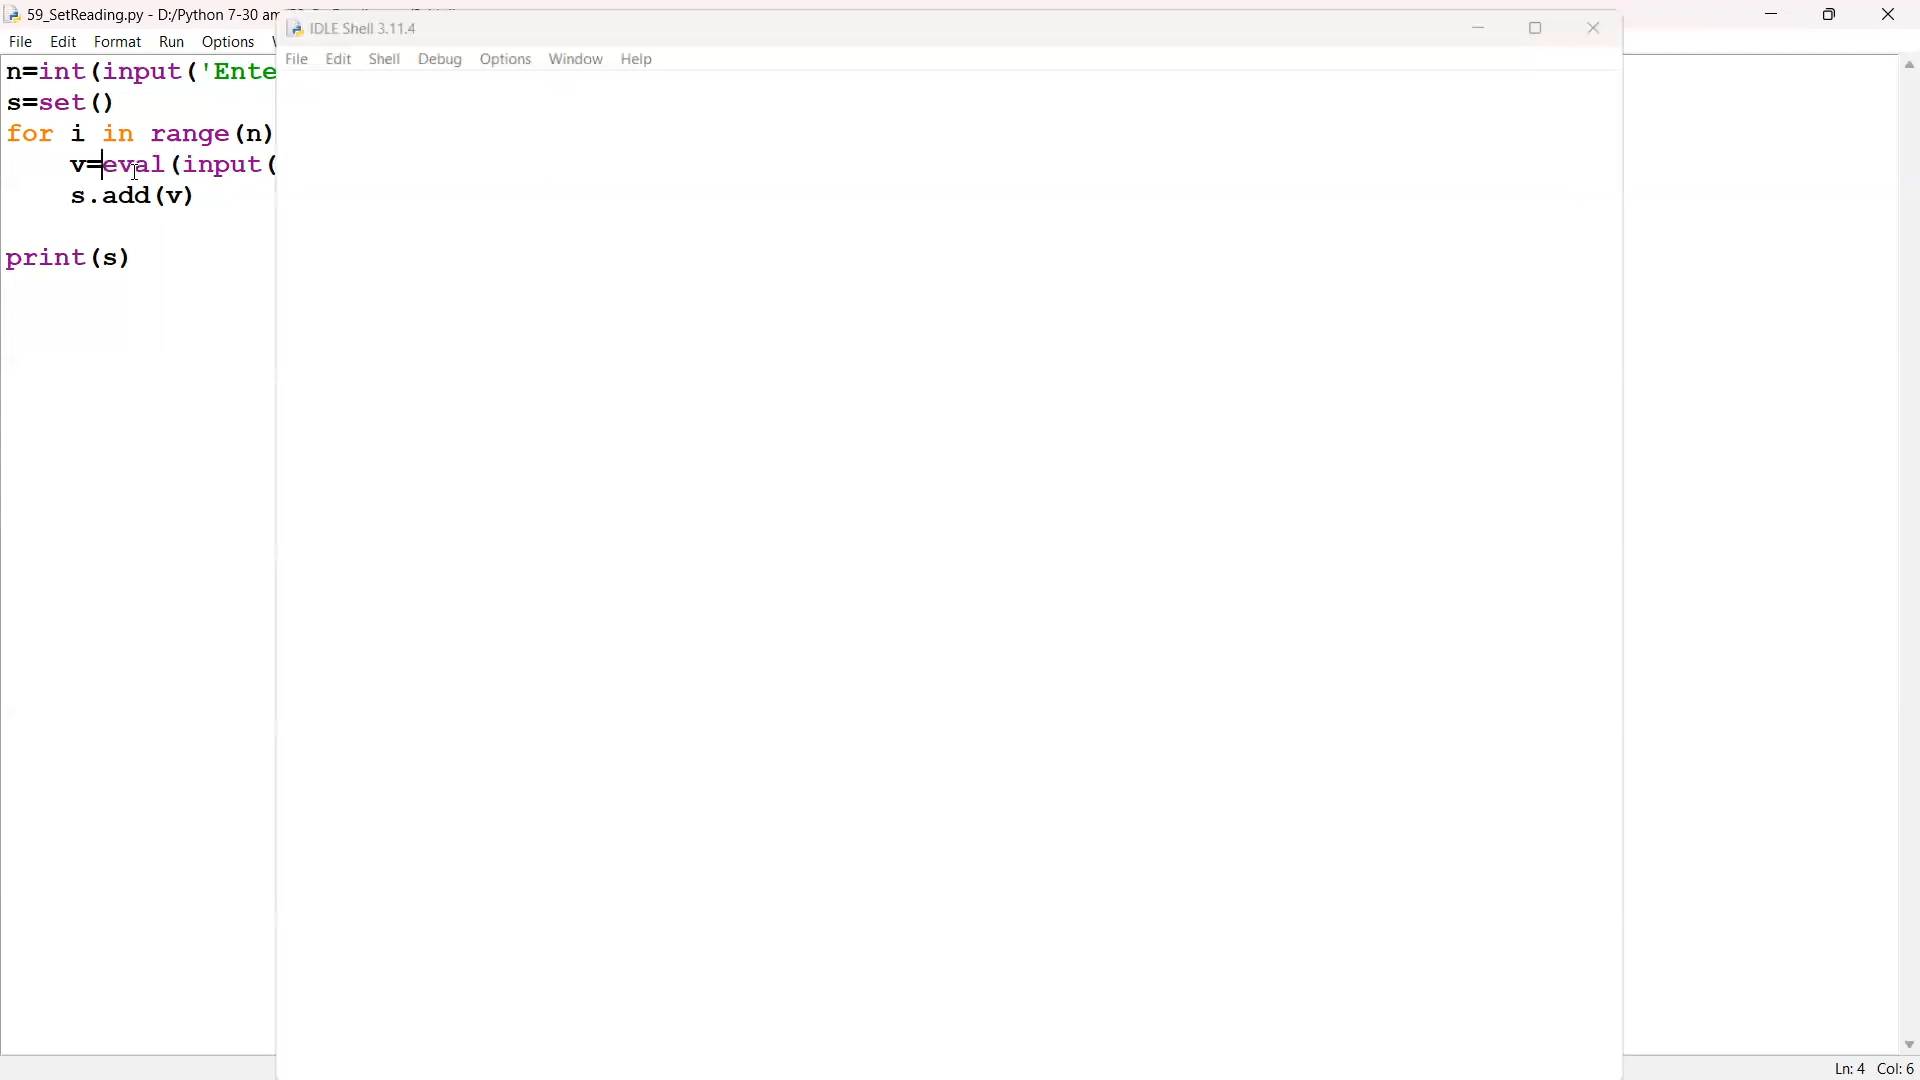 59_SetReading.py - D:/Python 7-30 am
File Edit Format Run Options
n=int(input('Ente
s=set()
for i in range(n)
v=eval(input(
s.add(v)
print(s)
IDLE Shell 3.11.4
File Edit Shell Debug Options Window Help
Ln: 4 Col: 6